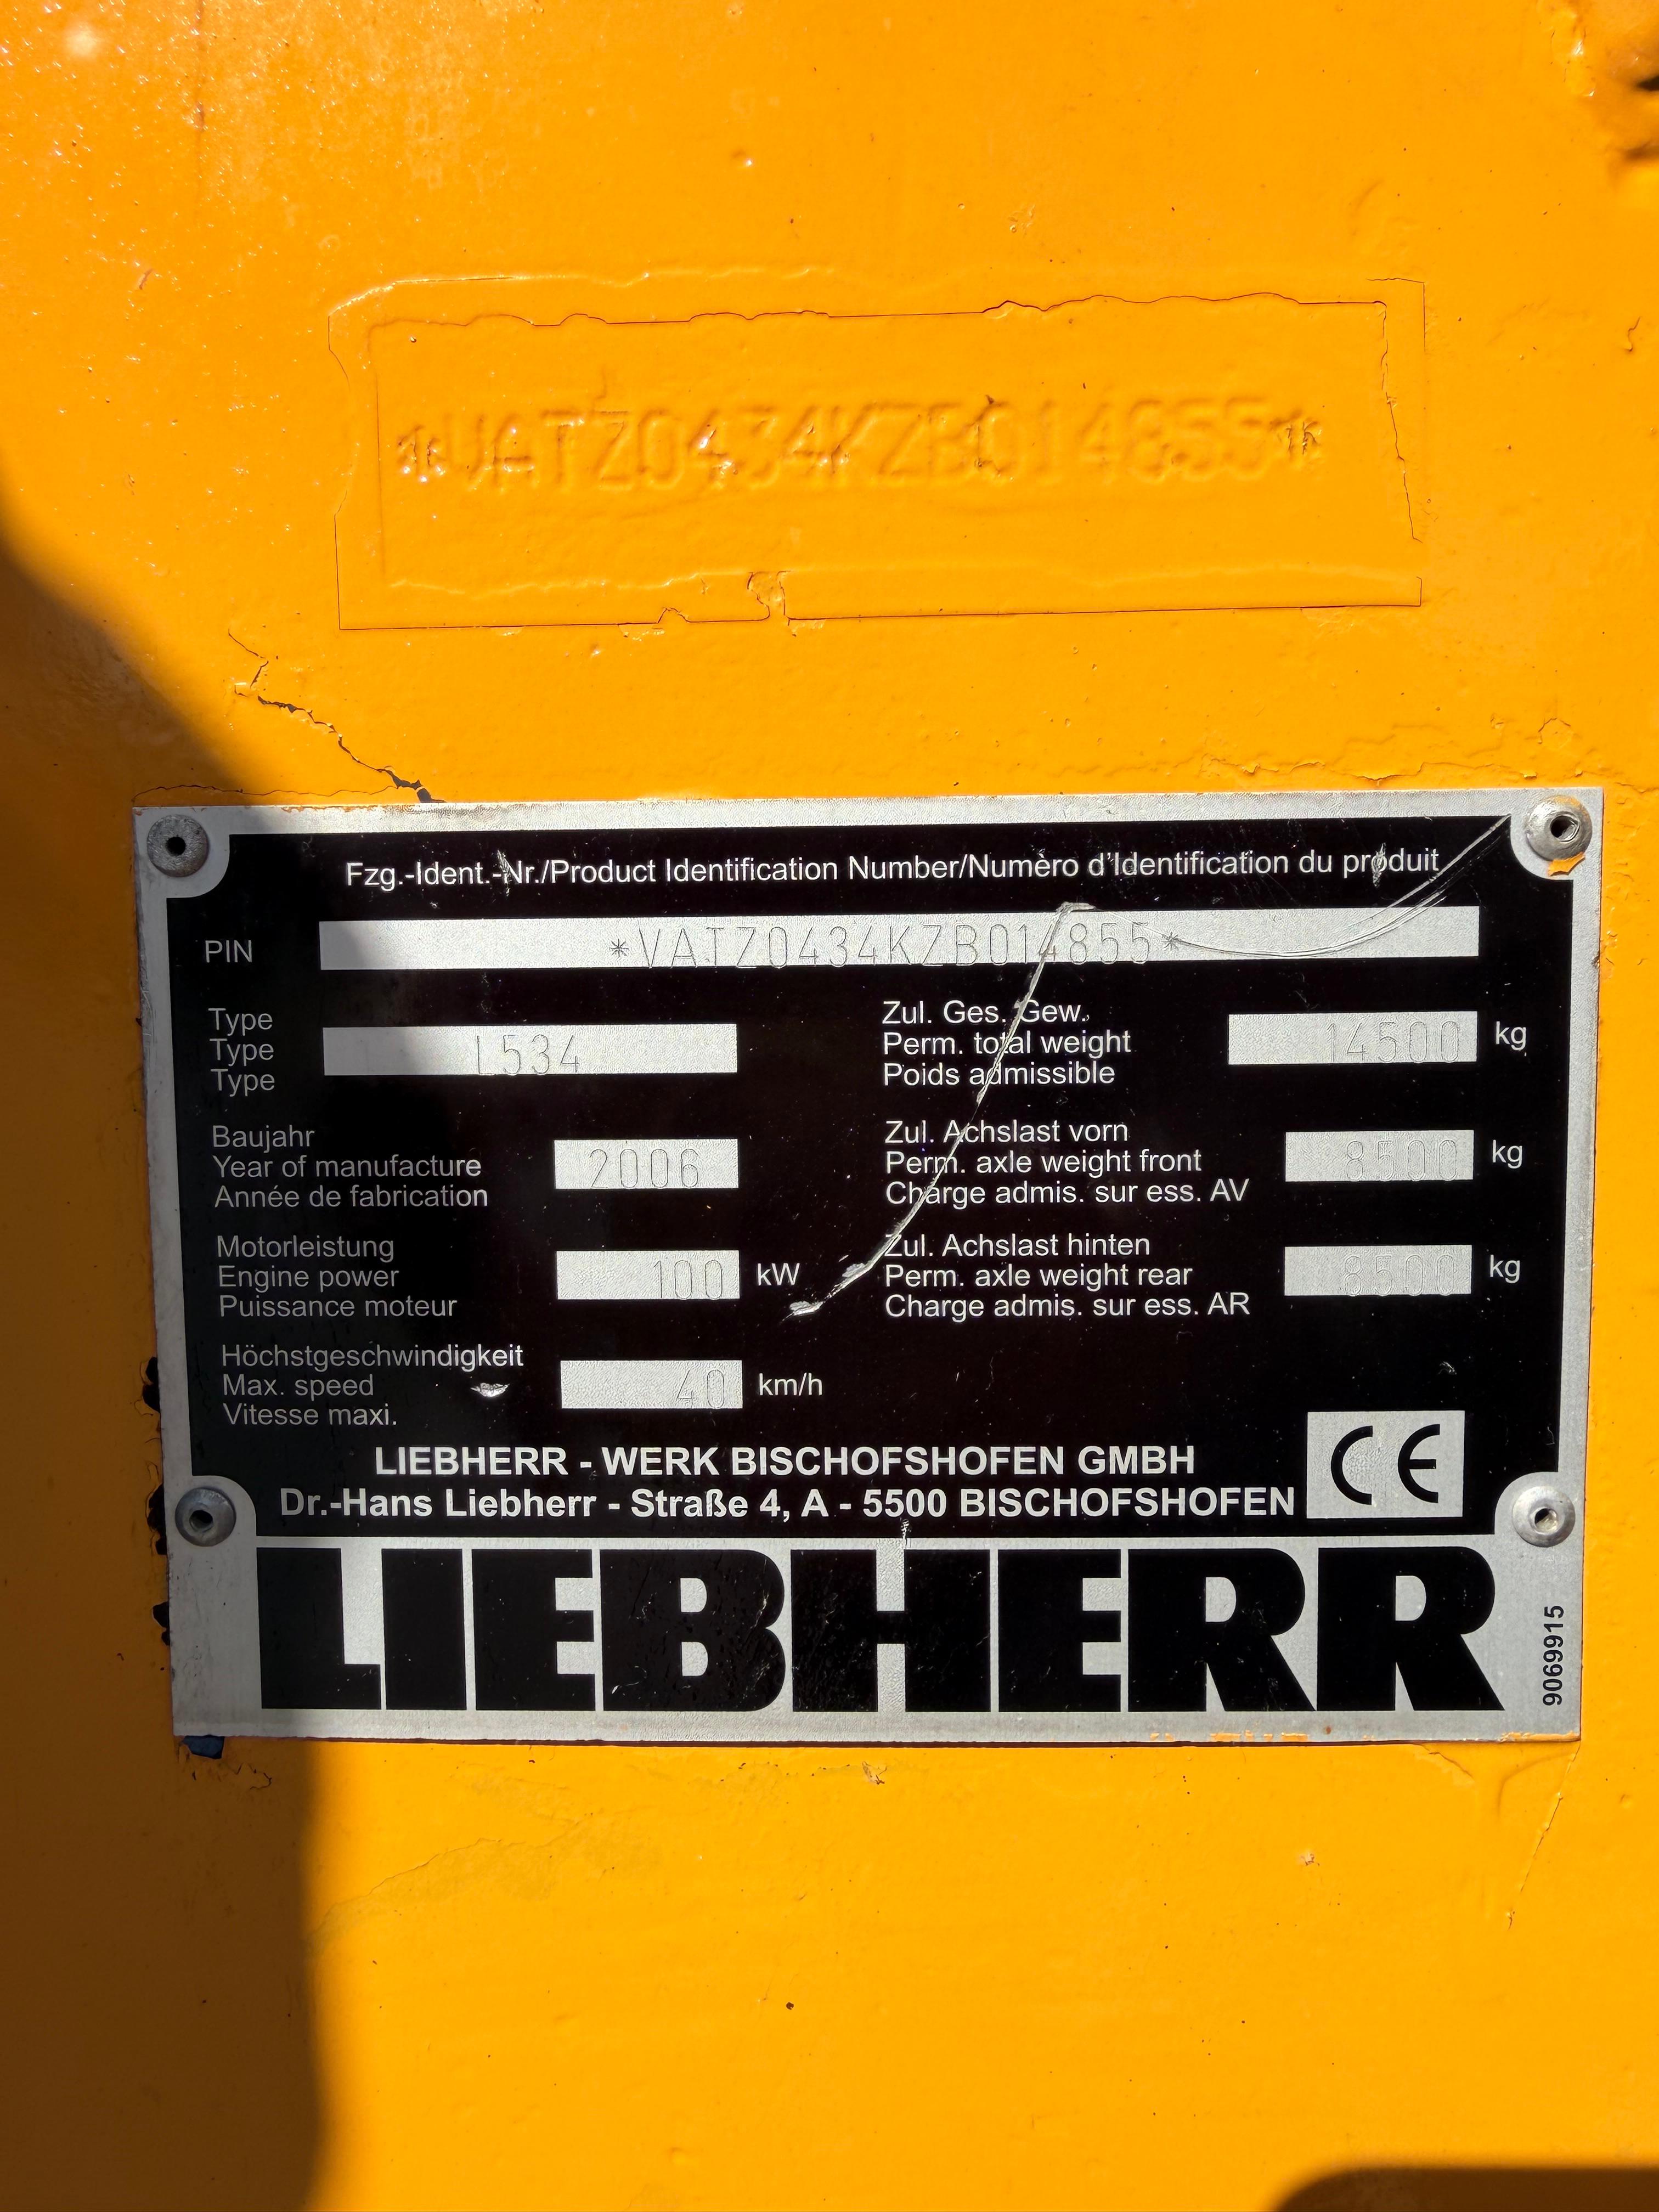 *VATZ0434KZB014855*
Fzg.-Ident.-Nr./Product Identification Number/Numèro d'Identification du produit
PIN *VATZ0434KZB014855*
Type
Type L534
Type
Zul. Ges. Gew.
Perm. total weight 14500 kg
Poids admissible
Baujahr
Year of manufacture 2006
Année de fabrication
Zul. Achslast vorn
Perm. axle weight front 8500 kg
Charge admis. sur ess. AV
Motorleistung
Engine power 100 kW
Puissance moteur
Zul. Achslast hinten
Perm. axle weight rear 8500 kg
Charge admis. sur ess. AR
Höchstgeschwindigkeit
Max. speed 40 km/h
Vitesse maxi.
LIEBHERR - WERK BISCHOFSHOFEN GMBH
Dr.-Hans Liebherr - Straße 4, A - 5500 BISCHOFSHOFEN
CE
LIEBHERR
9069915